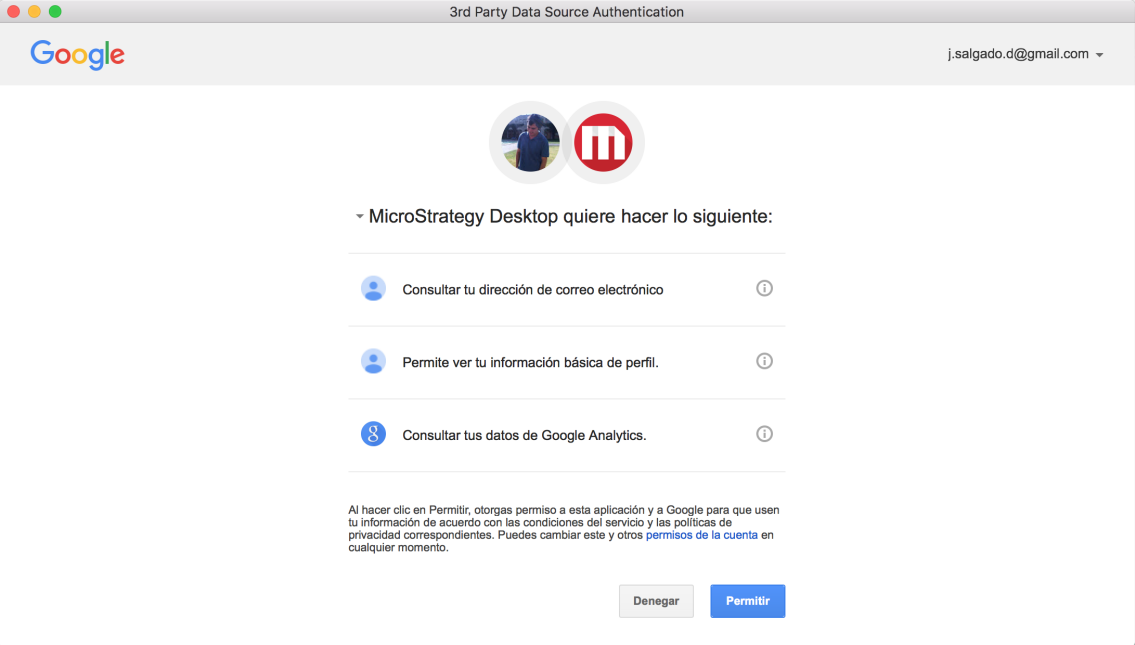 3rd Party Data Source Authentication
Google
j.salgado.d@gmail.com
MicroStrategy Desktop quiere hacer lo siguiente:
Consultar tu dirección de correo electrónico
Permite ver tu información básica de perfil.
Consultar tus datos de Google Analytics.
Al hacer clic en Permitir, otorgas permiso a esta aplicación y a Google para que usen
tu información de acuerdo con las condiciones del servicio y las políticas de
privacidad correspondientes. Puedes cambiar este y otros permisos de la cuenta en
cualquier momento.
Denegar
Permitir